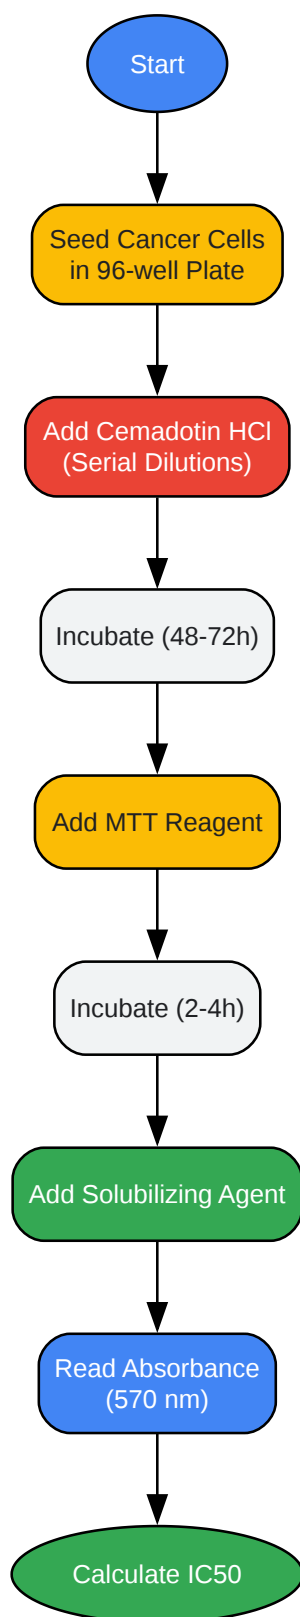 Start
Seed Cancer Cells
in 96-well Plate
Add Cemadotin HCl
(Serial Dilutions)
Incubate (48-72h)
Add MTT Reagent
Incubate (2-4h)
Add Solubilizing Agent
Read Absorbance
(570 nm)
Calculate IC50